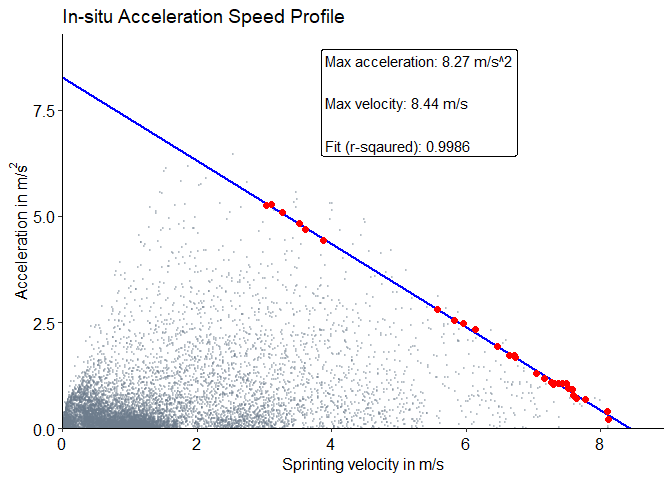 In-situ Acceleration Speed Profile
Max acceleration: 8.27 m/s^2
Max velocity: 8.44 m/s
Fit (r-sqaured): 0.9986
Acceleration in m/s²
7.5
5.0
2.5
0.0
0 2 4 6 8
Sprinting velocity in m/s